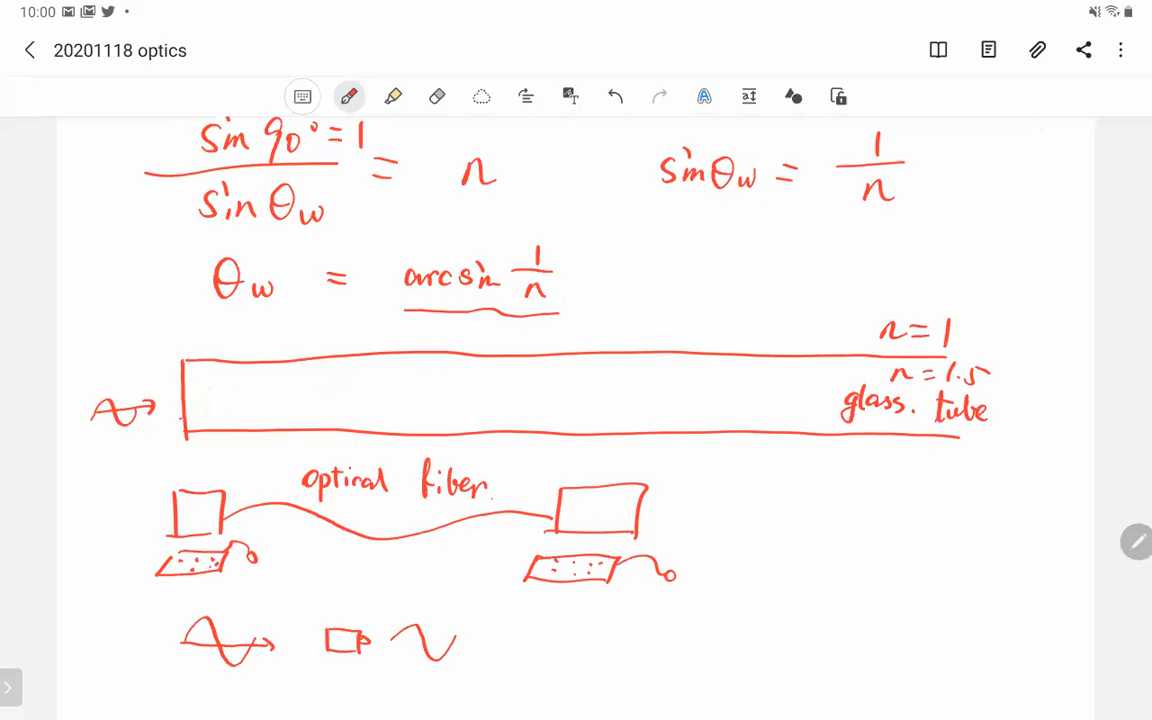 10:00
20201118 optics
sin 90° = 1
sin θw = n
sin θw = 1/n
θw = arcsin 1/n
n = 1
n = 1.5
glass. tube
optical fiber.